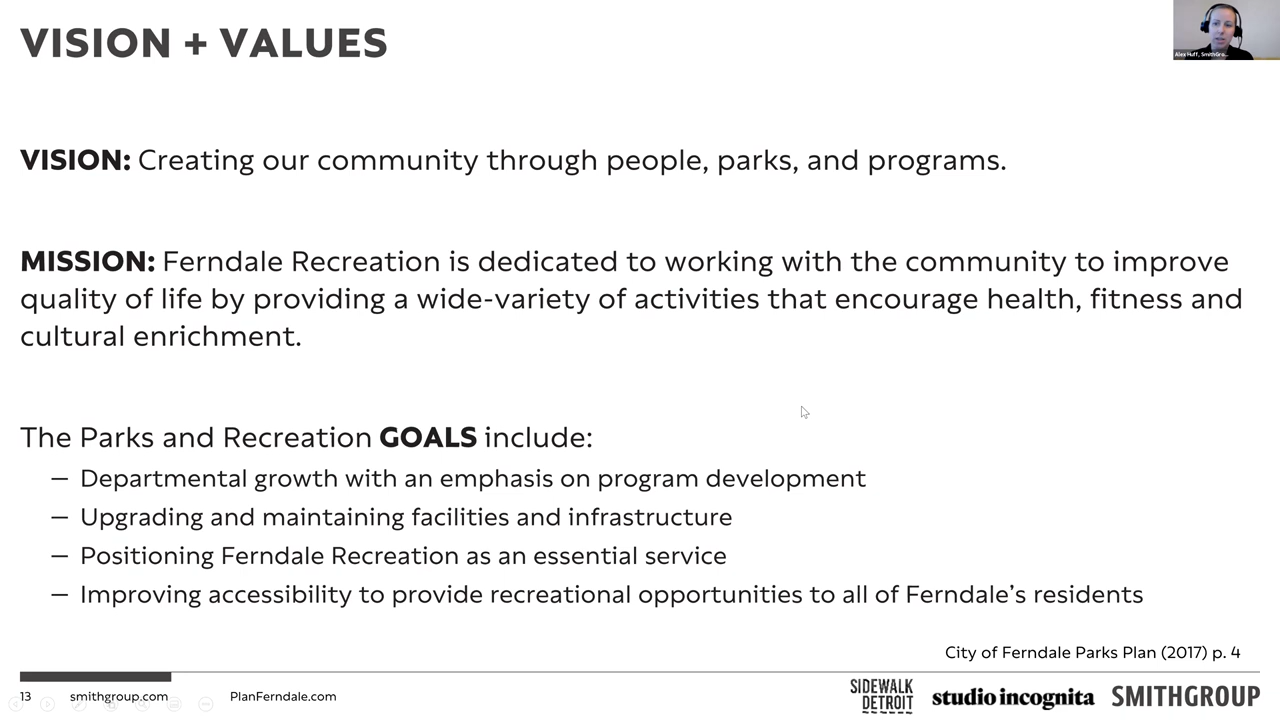 VISION + VALUES
Alex Huff, SmithGro...
VISION: Creating our community through people, parks, and programs.
MISSION: Ferndale Recreation is dedicated to working with the community to improve
quality of life by providing a wide-variety of activities that encourage health, fitness and
cultural enrichment.
The Parks and Recreation GOALS include:
— Departmental growth with an emphasis on program development
— Upgrading and maintaining facilities and infrastructure
— Positioning Ferndale Recreation as an essential service
— Improving accessibility to provide recreational opportunities to all of Ferndale’s residents
City of Ferndale Parks Plan (2017) p. 4
13 smithgroup.com PlanFerndale.com
SIDEWALK
DETROIT
studio incognita
SMITHGROUP